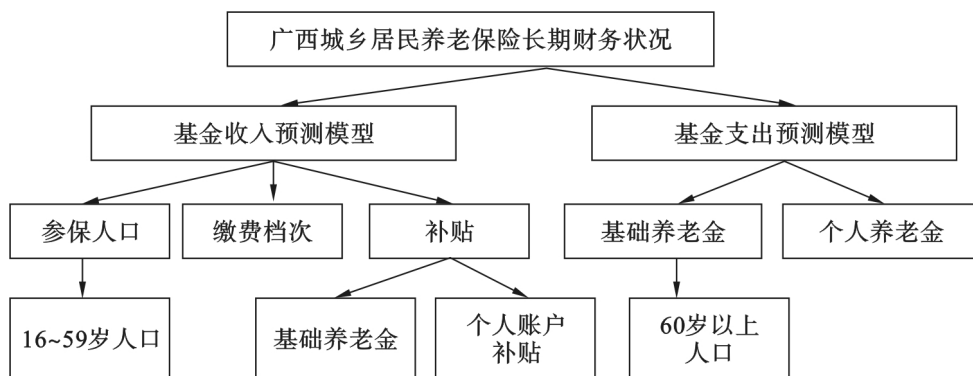 广西城乡居民养老保险长期财务状况
基金收入预测模型
基金支出预测模型
参保人口
缴费档次
补贴
基础养老金
个人养老金
16~59岁人口
基础养老金
个人账户
补贴
60岁以上
人口